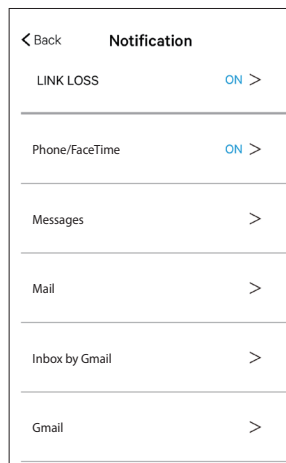 Back Notification
LINK LOSS ON >
Phone/FaceTime ON >
Messages >
Mail >
Inbox by Gmail >
Gmail >